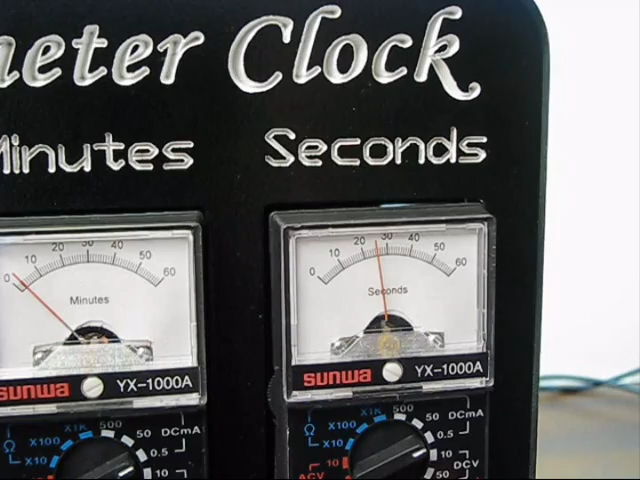 eter Clock
Minutes Seconds
0 10 20 30 40 50 60
Minutes
0 10 20 30 40 50 60
Seconds
sunwa YX-1000A
sunwa YX-1000A
Ω X1K 500 50 DCmA
X100 0.5
X10 10
Ω X1K 500 50 DCmA
X100 0.5
X10 10 DCV
ACV 10 50